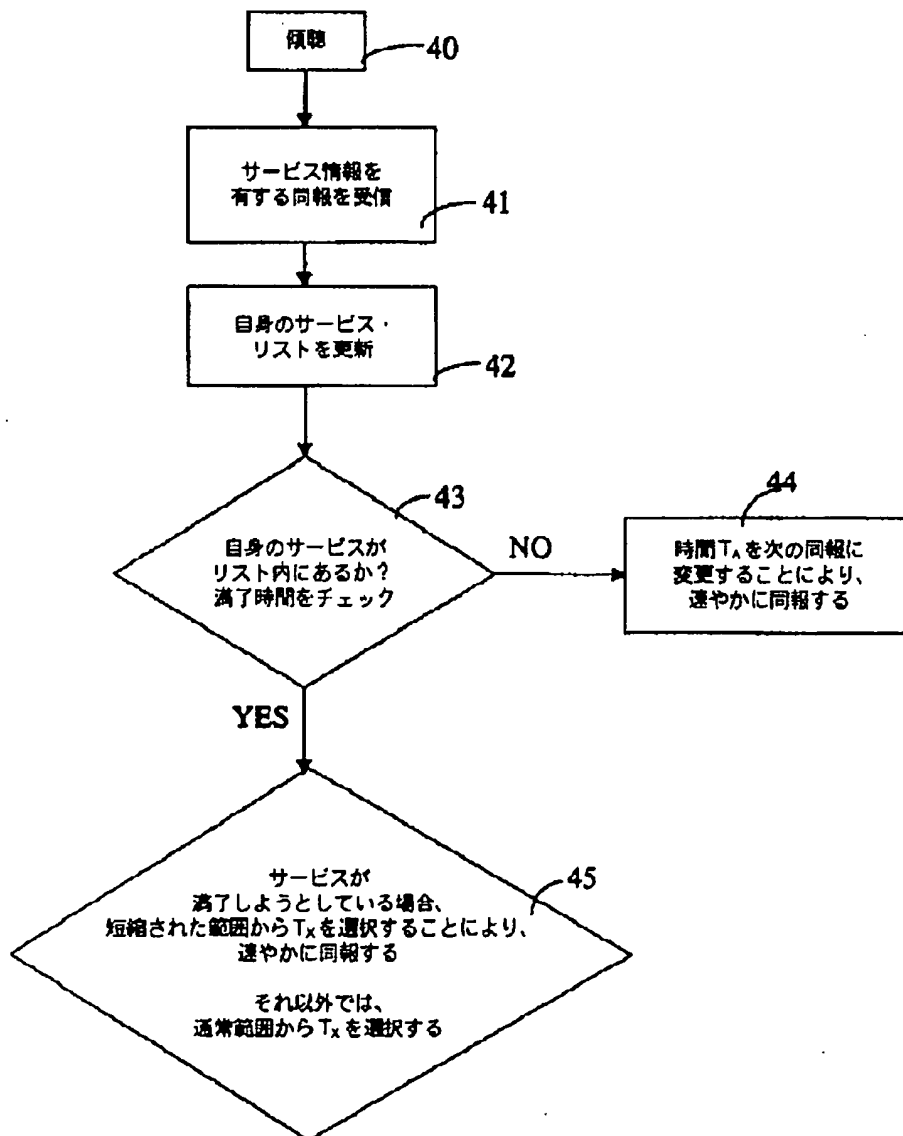 傾聴
40
サービス情報を
有する同報を受信
41
自身のサービス・
リストを更新
42
43
自身のサービスが
リスト内にあるか?
満了時間をチェック
NO
44
時間TAを次の同報に
変更することにより、
速やかに同報する
YES
45
サービスが
満了しようとしている場合、
短縮された範囲からTxを選択することにより、
速やかに同報する
それ以外では、
通常範囲からTxを選択する